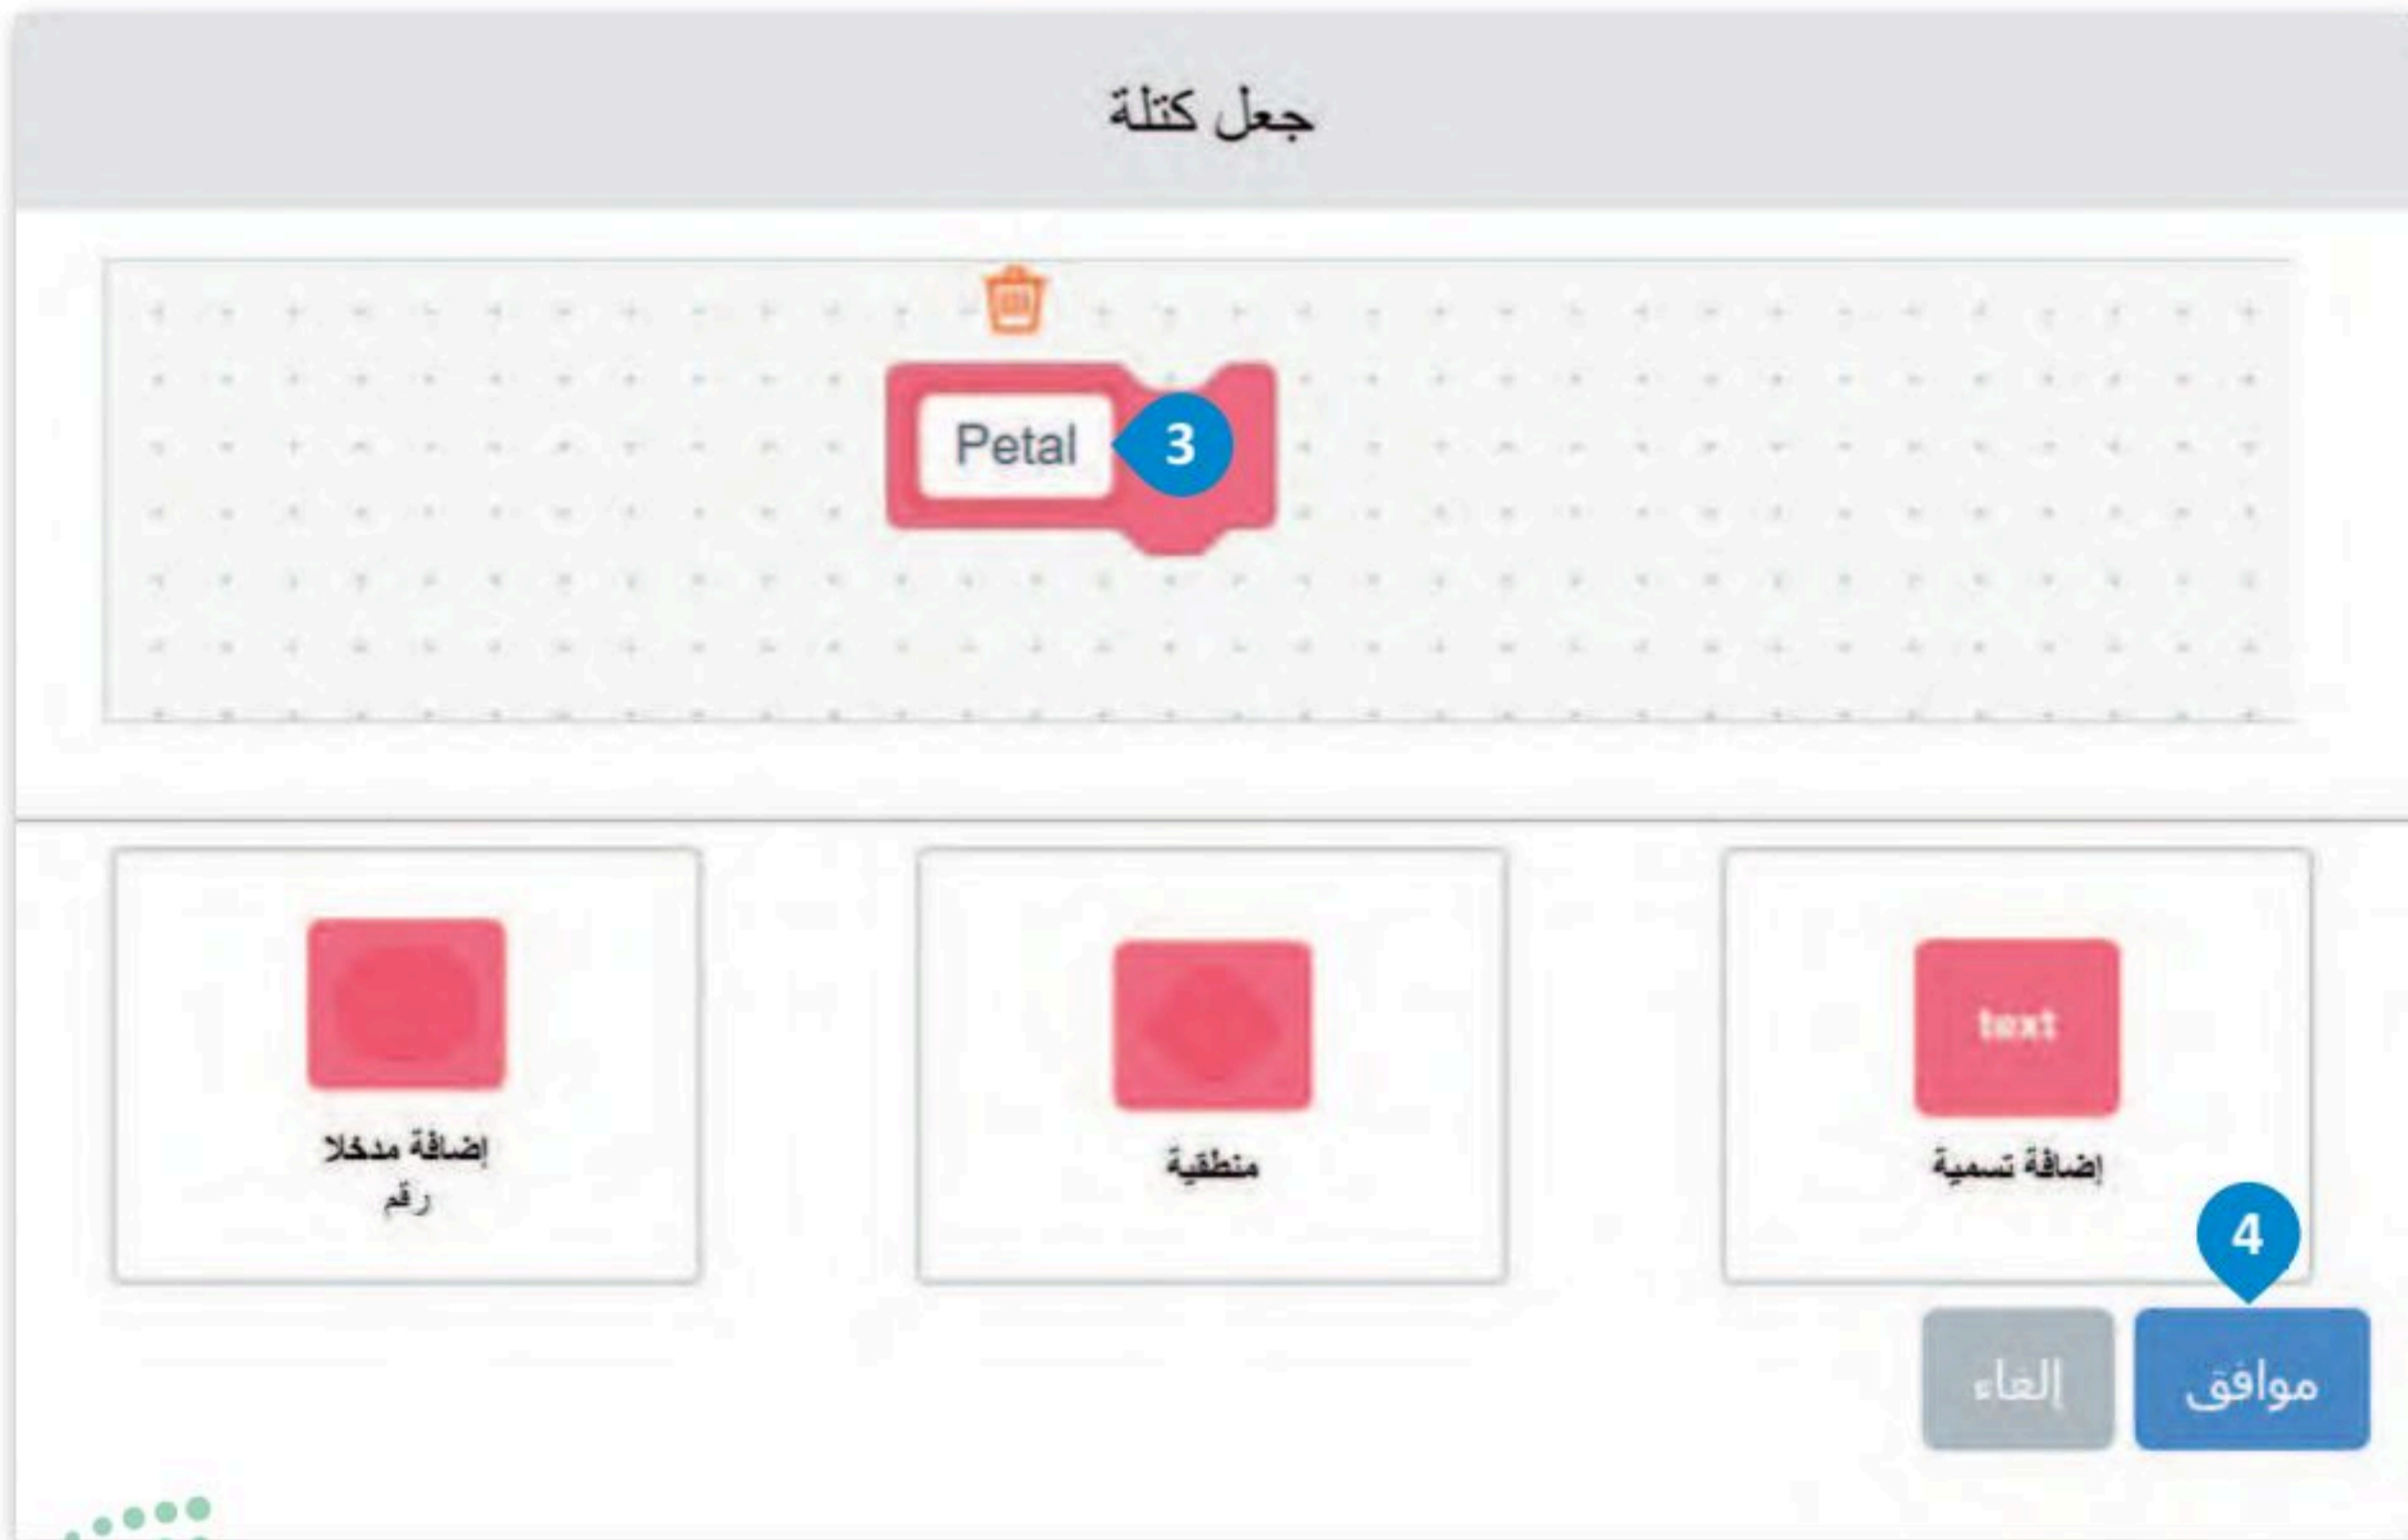 جعل كتلة
Petal
3
text
إضافة تسمية
منطقية
إضافة مدخلا
رقم
4
موافق
إلغاء